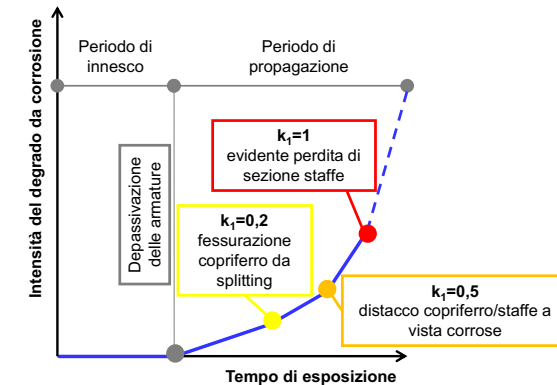 Periodo di
innesco
Periodo di
propagazione
Intensità del degrado da corrosione
Depassivazione
delle armature
k₁=1
evidente perdita di
sezione staffe
k₁=0,2
fessurazione
copriferro da
splitting
k₁=0,5
distacco copriferro/staffe a
vista corrose
Tempo di esposizione